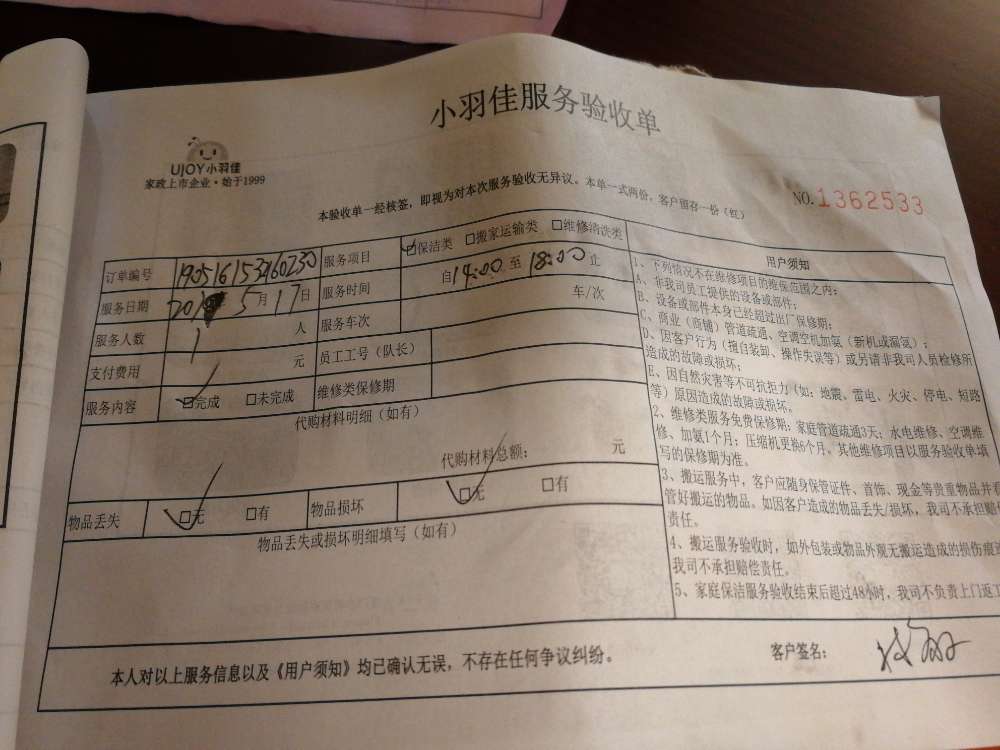 小羽佳服务验收单
UJOY小羽佳
家政上市企业·始于1999
NO.1362533
本验收单一经核签，即视为对本次服务验收无异议。本单一式两份，客户留存一份（红）
订单编号 服务项目 保洁类 □搬家运输类 □维修清洗类
服务日期 5月17日 服务时间 自14:00至18:00止
服务人数 1人 服务车次 车/次
支付费用 元 员工工号（队长）
服务内容 □完成 □未完成 维修类保修期
代购材料明细（如有）
代购材料总额： 元
物品丢失 □无 □有 物品损坏 □无 □有
物品丢失或损坏明细填写（如有）
用户须知
1、下列情况不在维修项目的维保范围之内：
A、非我司员工提供的设备或部件；
B、设备或部件本身已经超过出厂保修期；
C、商业（商铺）管道疏通，空调空机加氨（新机或漏氨）；
D、因客户行为（擅自装卸、操作失误等）或另请非我司人员检修所
造成的故障或损坏；
E、因自然灾害等不可抗拒力（如：地震、雷电、火灾、停电、短路
等）原因造成的故障或损坏。
2、维修类服务免费保修期：家庭管道疏通3天；水电维修、空调维
修、加氨1个月；压缩机更换6个月。其他维修项目以服务验收单填
写的保修期为准。
3、搬运服务中，客户应随身保管证件、首饰、现金等贵重物品并看
管好搬运的物品。如因客户造成的物品丢失/损坏，我司不承担赔偿
责任。
4、搬运服务验收时，如外包装或物品外观无搬运造成的损伤痕
我司不承担赔偿责任。
5、家庭保洁服务验收结束后超过48小时，我司不负责上门返工
本人对以上服务信息以及《用户须知》均已确认无误，不存在任何争议纠纷。
客户签名：